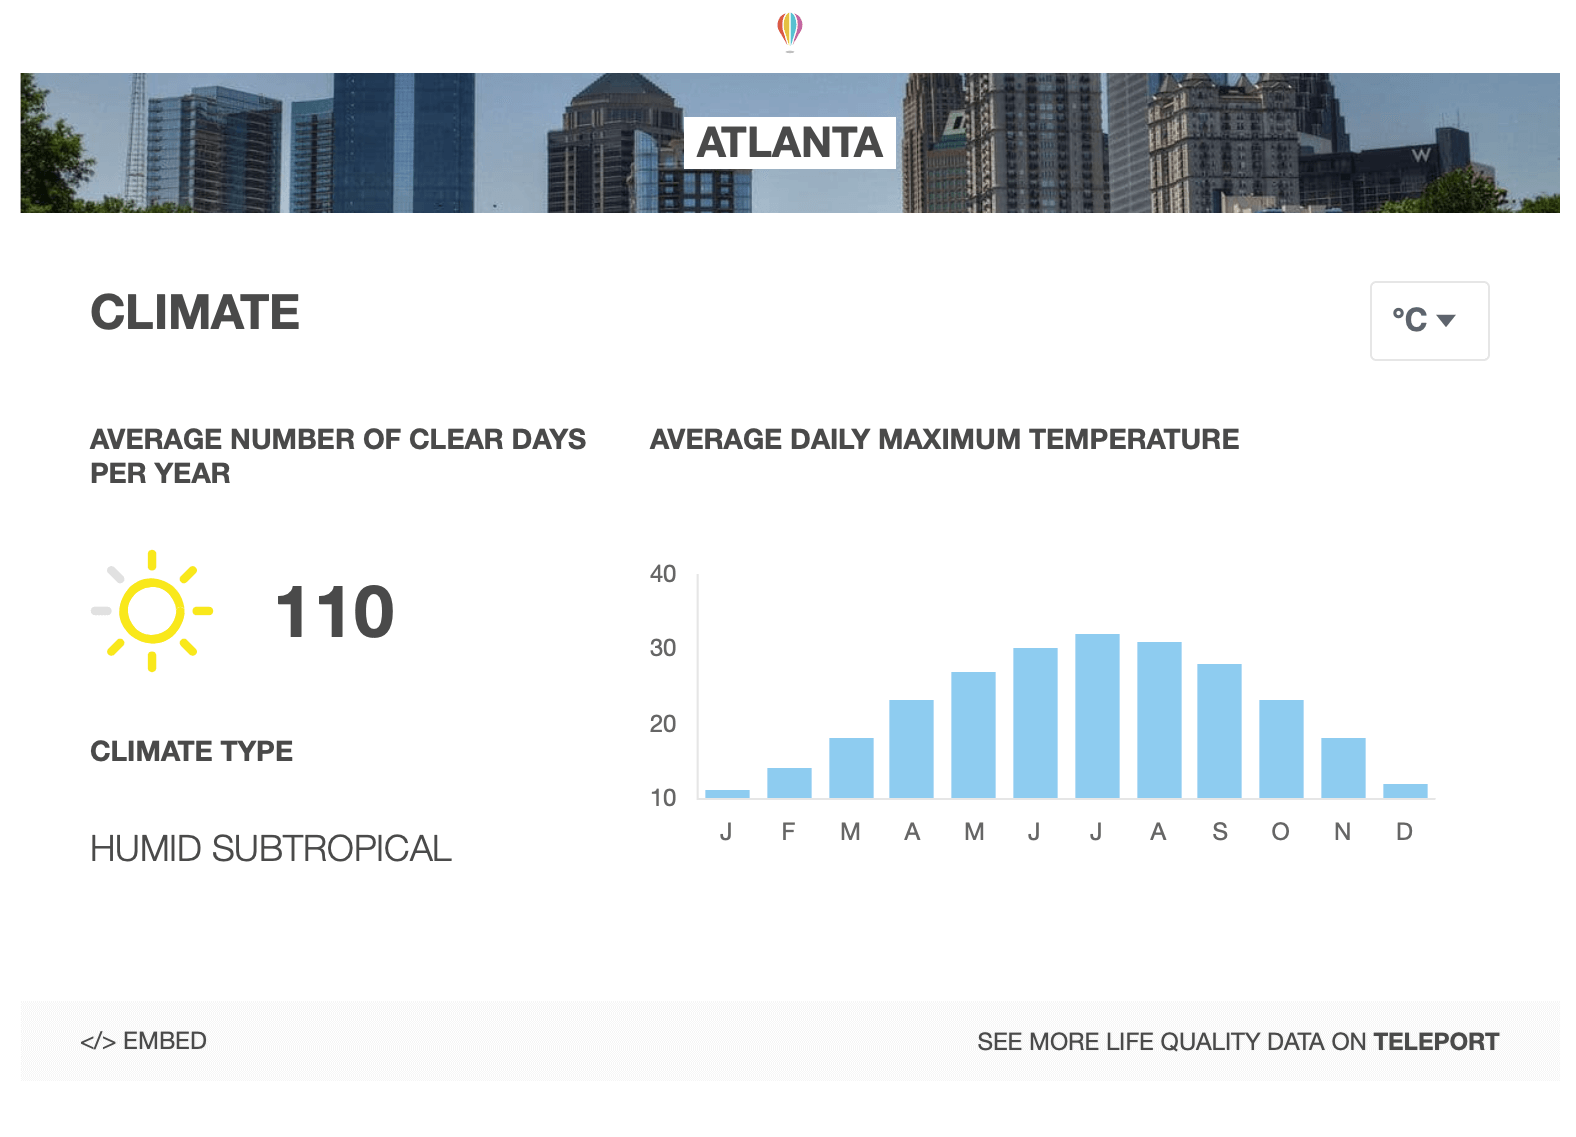 ATLANTA
W
CLIMATE
°C
AVERAGE NUMBER OF CLEAR DAYS
PER YEAR
110
CLIMATE TYPE
HUMID SUBTROPICAL
AVERAGE DAILY MAXIMUM TEMPERATURE
40
30
20
10
J F M A M J J A S O N D
</> EMBED
SEE MORE LIFE QUALITY DATA ON TELEPORT